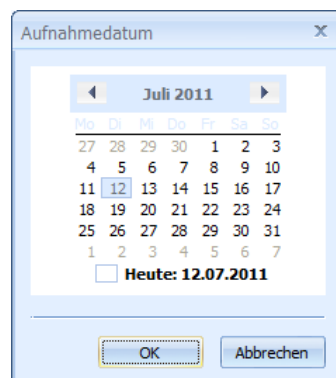 Aufnahmedatum x
Juli 2011
Mo Di Mi Do Fr Sa So
27 28 29 30 1 2 3
4 5 6 7 8 9 10
11 12 13 14 15 16 17
18 19 20 21 22 23 24
25 26 27 28 29 30 31
1 2 3 4 5 6 7
Heute: 12.07.2011
OK Abbrechen